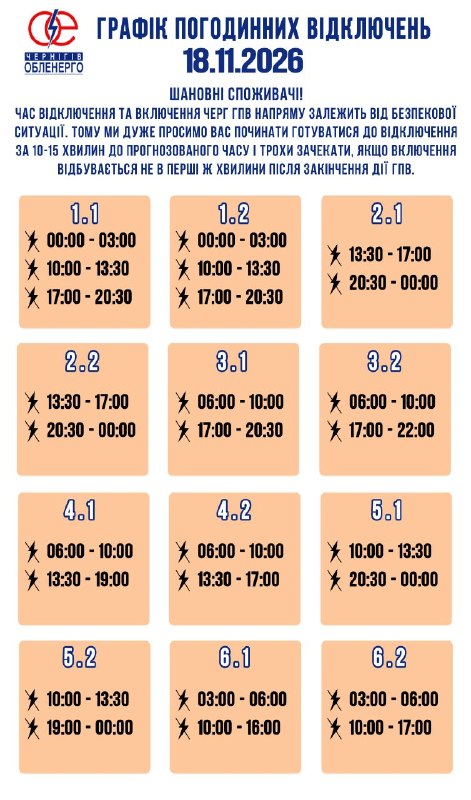 ЧЕРНІГІВ
ОБЛЕНЕРГО
ГРАФІК ПОГОДИННИХ ВІДКЛЮЧЕНЬ
18.11.2026
ШАНОВНІ СПОЖИВАЧІ!
ЧАС ВІДКЛЮЧЕННЯ ТА ВКЛЮЧЕННЯ ЧЕРГ ГПВ НАПРЯМУ ЗАЛЕЖИТЬ ВІД БЕЗПЕКОВОЇ
СИТУАЦІЇ. ТОМУ МИ ДУЖЕ ПРОСИМО ВАС ПОЧИНАТИ ГОТУВАТИСЯ ДО ВІДКЛЮЧЕННЯ
ЗА 10-15 ХВИЛИН ДО ПРОГНОЗОВАНОГО ЧАСУ І ТРОХИ ЗАЧЕКАТИ, ЯКЩО ВКЛЮЧЕННЯ
ВІДБУВАЄТЬСЯ НЕ В ПЕРШІ Ж ХВИЛИНИ ПІСЛЯ ЗАКІНЧЕННЯ ДІЇ ГПВ.
1.1
00:00 - 03:00
10:00 - 13:30
17:00 - 20:30
1.2
00:00 - 03:00
10:00 - 13:30
17:00 - 20:30
2.1
13:30 - 17:00
20:30 - 00:00
2.2
13:30 - 17:00
20:30 - 00:00
3.1
06:00 - 10:00
17:00 - 20:30
3.2
06:00 - 10:00
17:00 - 22:00
4.1
06:00 - 10:00
13:30 - 19:00
4.2
06:00 - 10:00
13:30 - 17:00
5.1
10:00 - 13:30
20:30 - 00:00
5.2
10:00 - 13:30
19:00 - 00:00
6.1
03:00 - 06:00
10:00 - 16:00
6.2
03:00 - 06:00
10:00 - 17:00